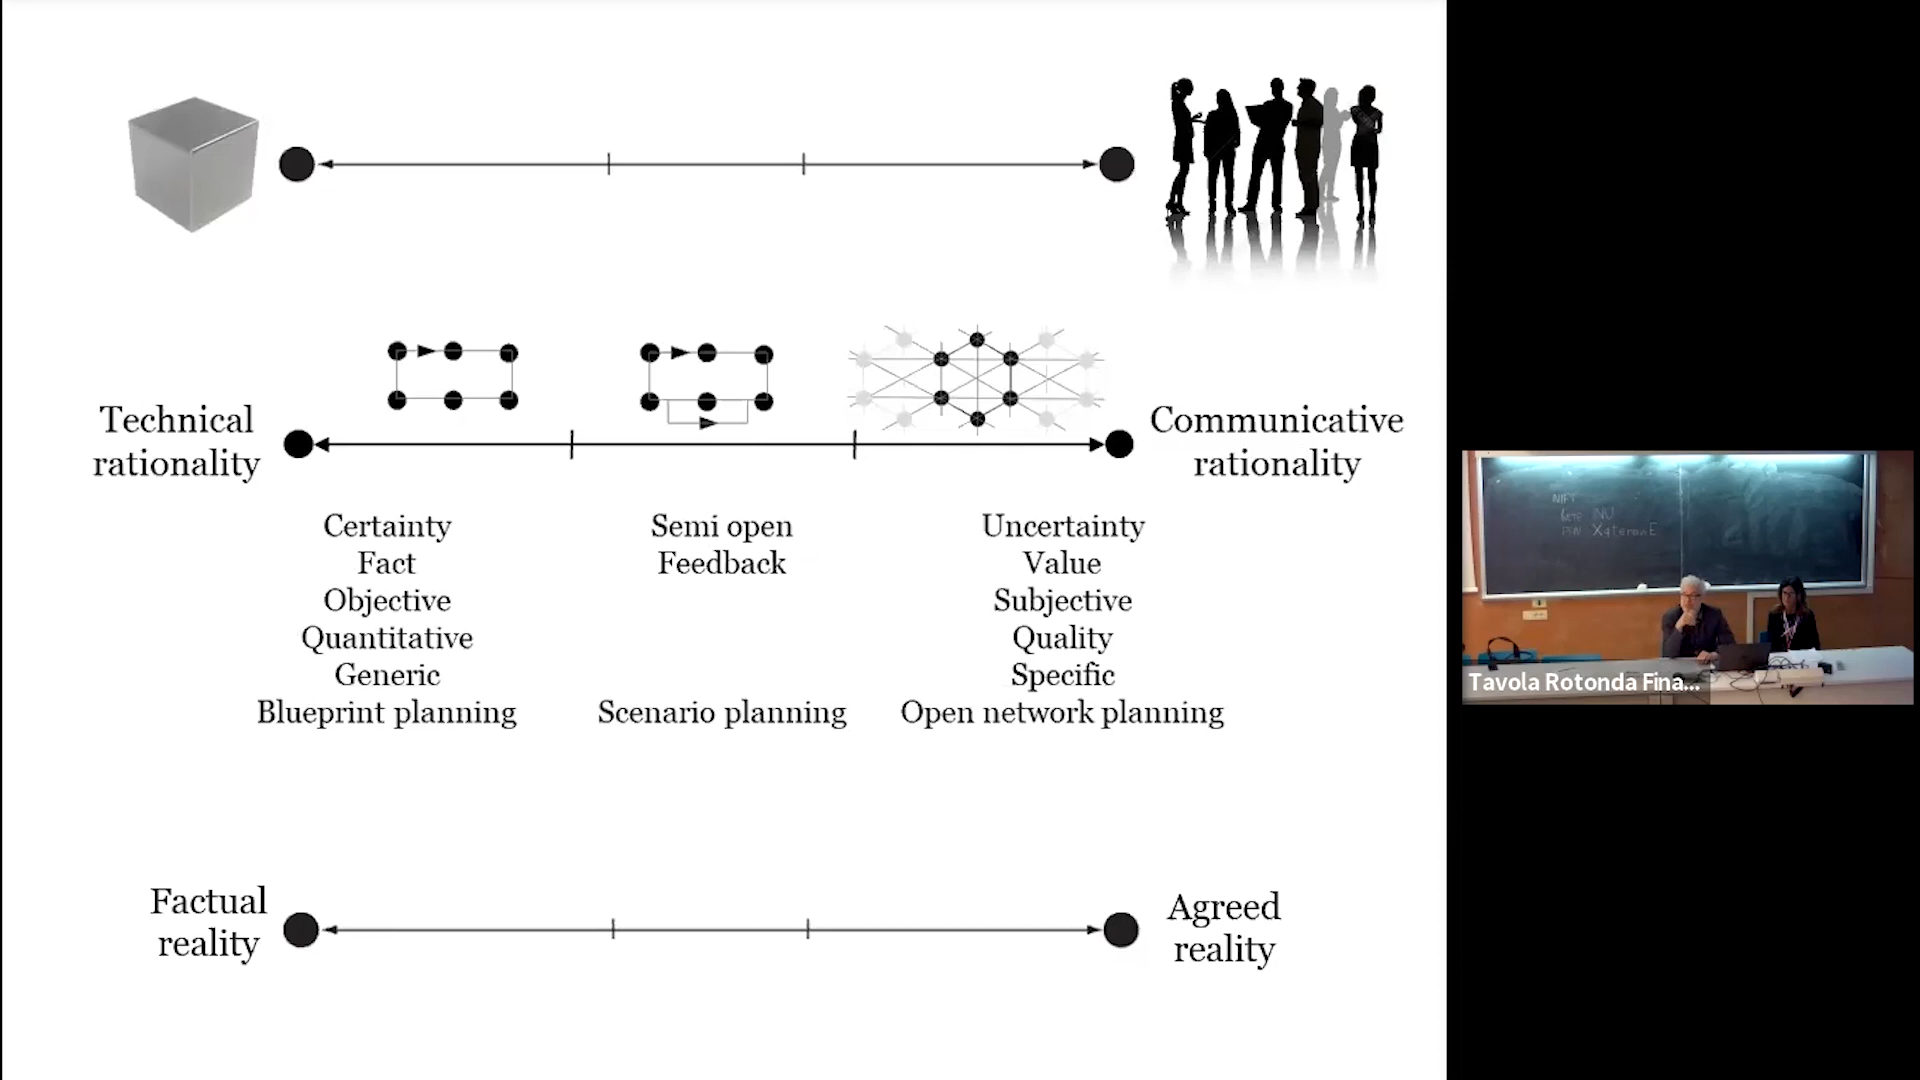 Technical
rationality
Communicative
rationality
Certainty
Fact
Objective
Quantitative
Generic
Blueprint planning
Semi open
Feedback
Scenario planning
Uncertainty
Value
Subjective
Quality
Specific
Open network planning
Factual
reality
Agreed
reality
Tavola Rotonda Fina...